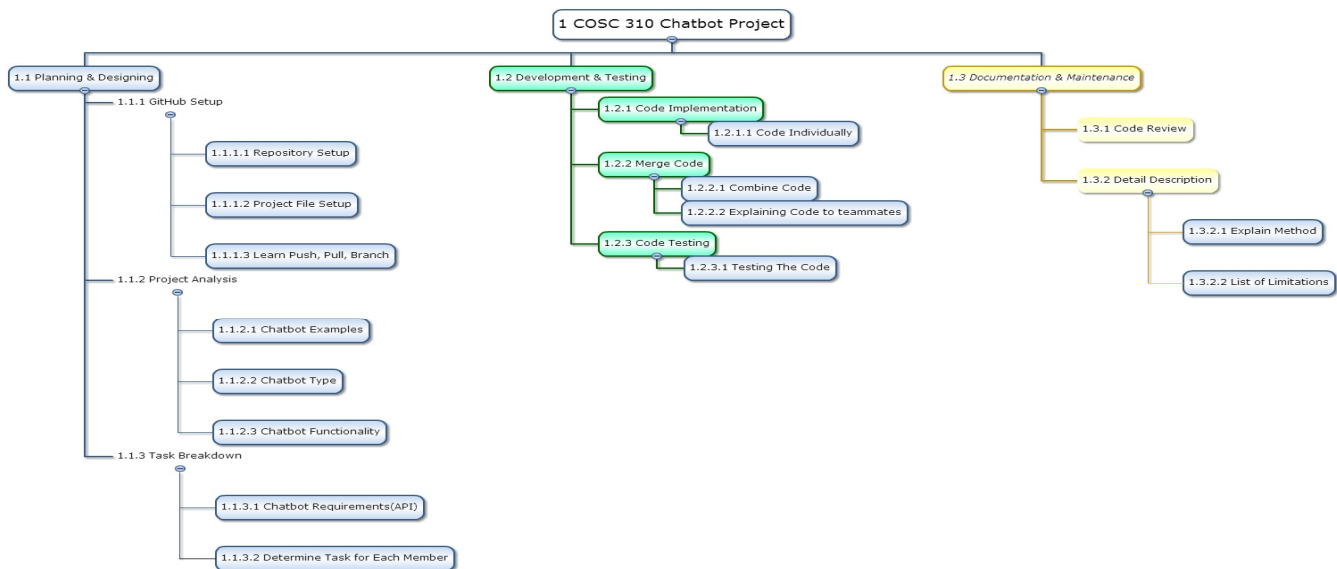 1 COSC 310 Chatbot Project
1.1 Planning & Designing
1.1.1 GitHub Setup
1.1.1.1 Repository Setup
1.1.1.2 Project File Setup
1.1.1.3 Learn Push, Pull, Branch
1.1.2 Project Analysis
1.1.2.1 Chatbot Examples
1.1.2.2 Chatbot Type
1.1.2.3 Chatbot Functionality
1.1.3 Task Breakdown
1.1.3.1 Chatbot Requirements(API)
1.1.3.2 Determine Task for Each Member
1.2 Development & Testing
1.2.1 Code Implementation
1.2.1.1 Code Individually
1.2.2 Merge Code
1.2.2.1 Combine Code
1.2.2.2 Explaining Code to teammates
1.2.3 Code Testing
1.2.3.1 Testing The Code
1.3 Documentation & Maintenance
1.3.1 Code Review
1.3.2 Detail Description
1.3.2.1 Explain Method
1.3.2.2 List of Limitations